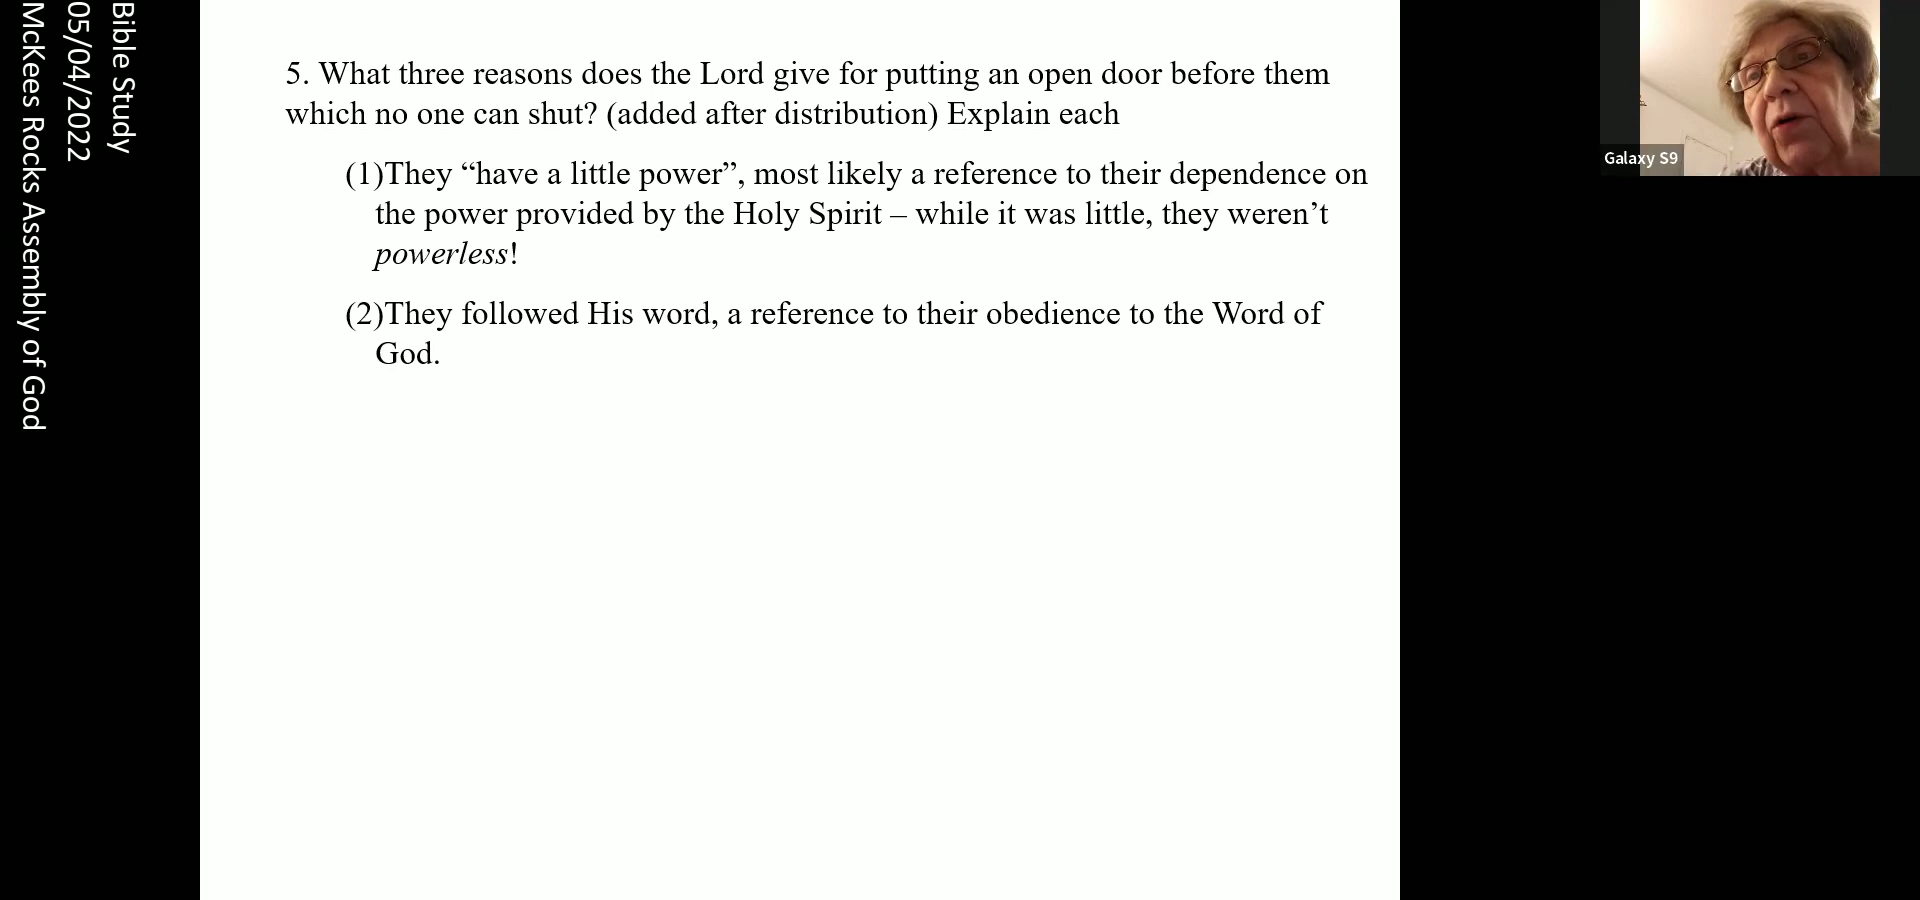 Bible Study
05/04/2022
McKees Rocks Assembly of God
5. What three reasons does the Lord give for putting an open door before them
which no one can shut? (added after distribution) Explain each
(1)They “have a little power”, most likely a reference to their dependence on
the power provided by the Holy Spirit – while it was little, they weren’t
powerless!
(2)They followed His word, a reference to their obedience to the Word of
God.
Galaxy S9